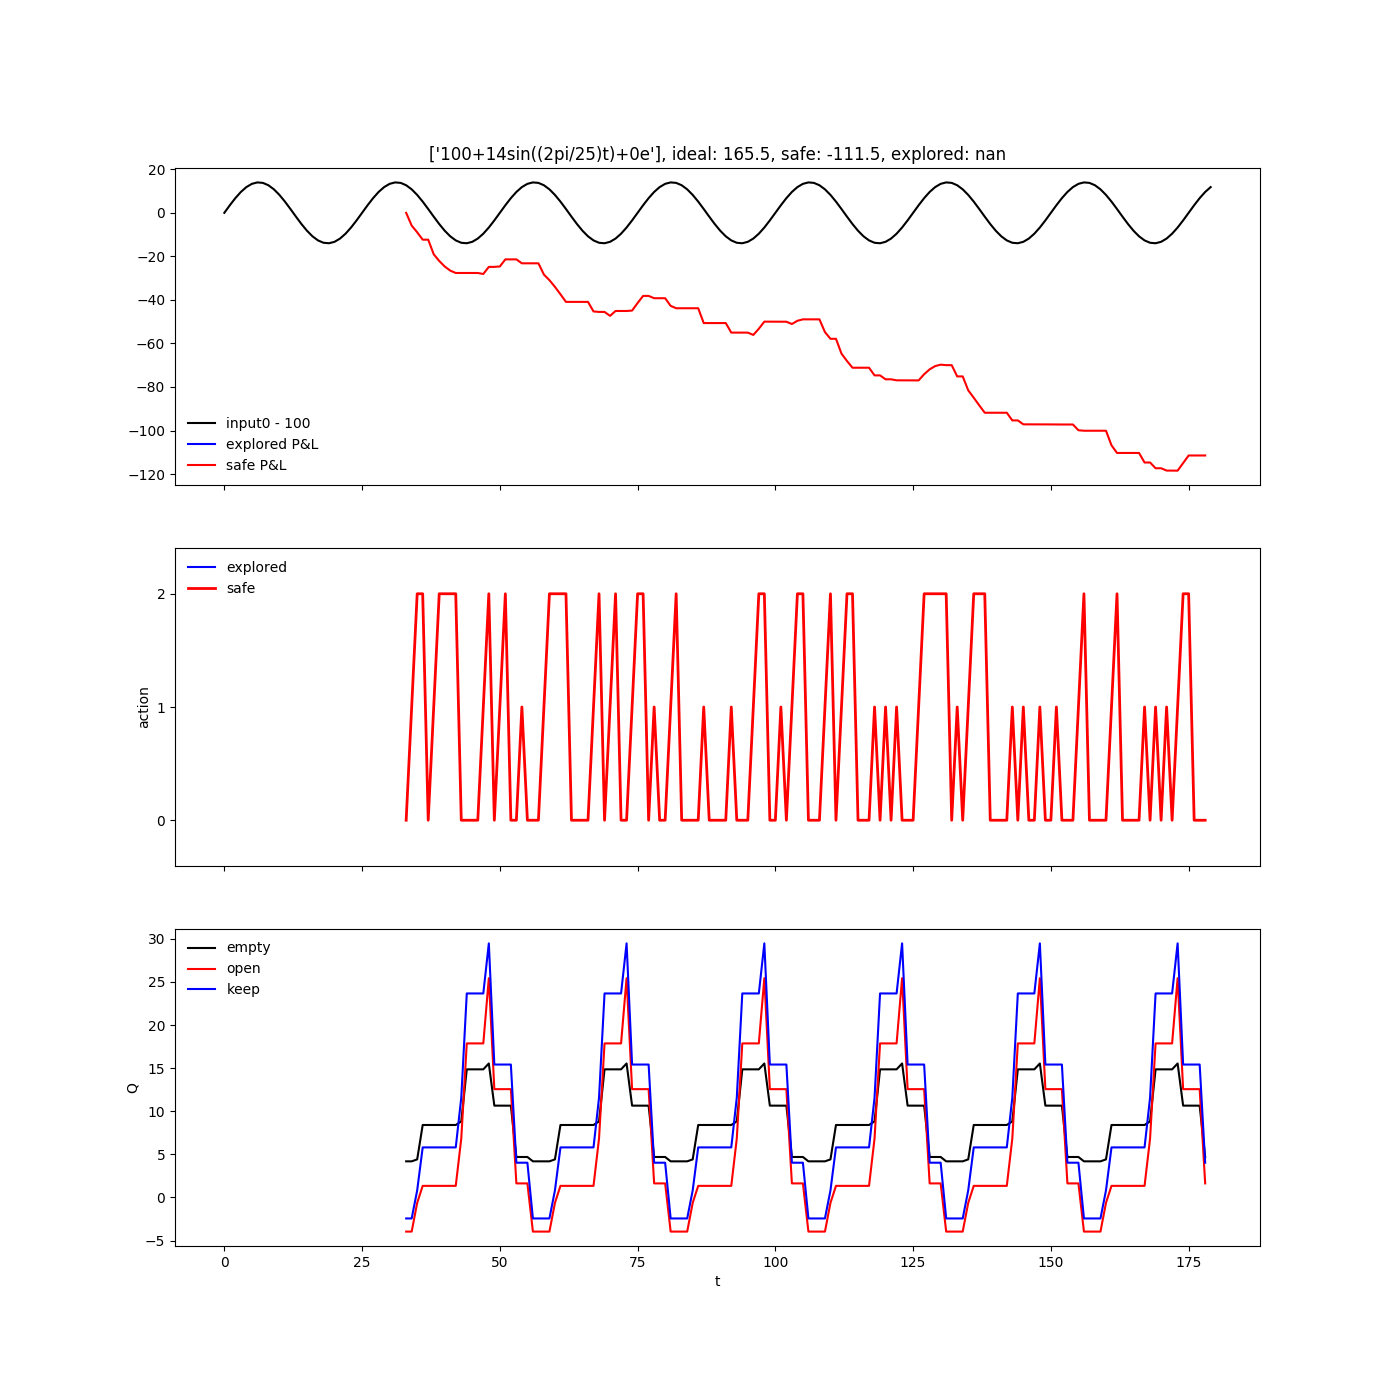 ['100+14sin((2pi/25)t)+0e'], ideal: 165.5, safe: -111.5, explored: nan
20
0
−20
−40
−60
−80
−100
−120
input0 - 100
explored P&L
safe P&L
explored
safe
2
1
0
action
empty
open
keep
30
25
20
15
10
5
0
−5
Q
0 25 50 75 100 125 150 175
t